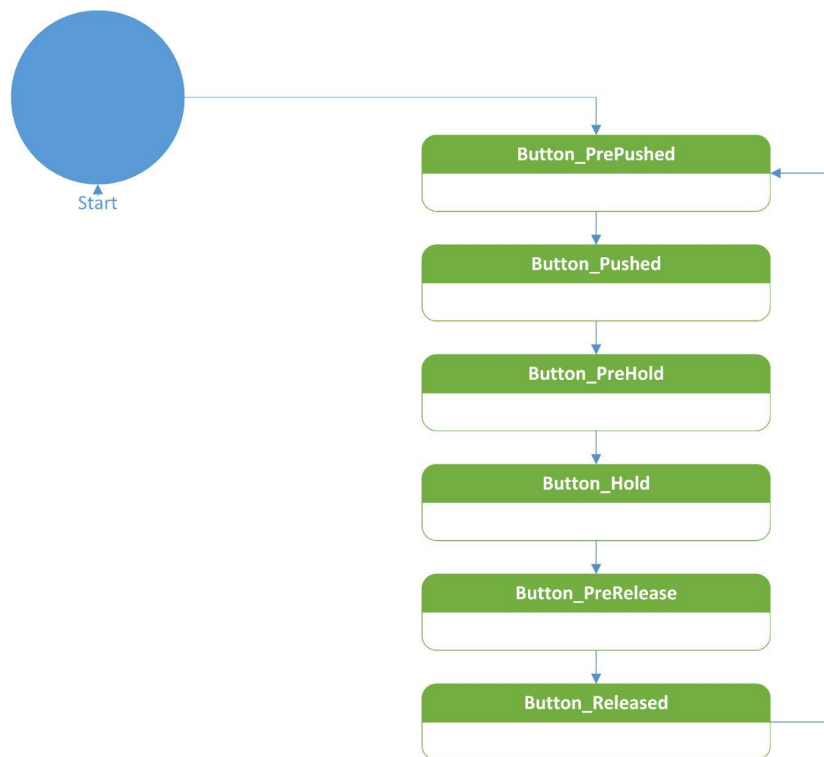 Button_PrePushed
Start
Button_Pushed
Button_PreHold
Button_Hold
Button_PreRelease
Button_Released